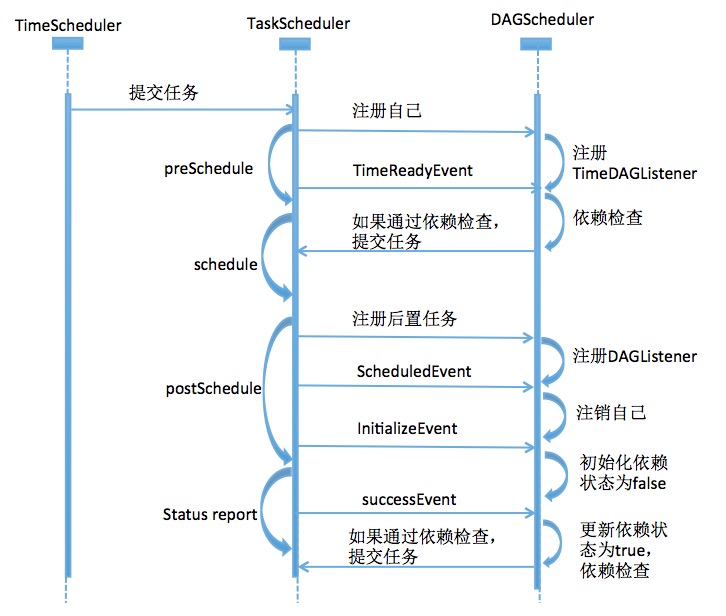 TimeScheduler
TaskScheduler
DAGScheduler
提交任务
注册自己
注册
TimeDAGListener
preSchedule
TimeReadyEvent
如果通过依赖检查，
提交任务
依赖检查
schedule
注册后置任务
注册DAGListener
ScheduledEvent
postSchedule
注销自己
InitializeEvent
初始化依赖
状态为false
successEvent
Status report
如果通过依赖检查，
提交任务
更新依赖状
态为true，
依赖检查